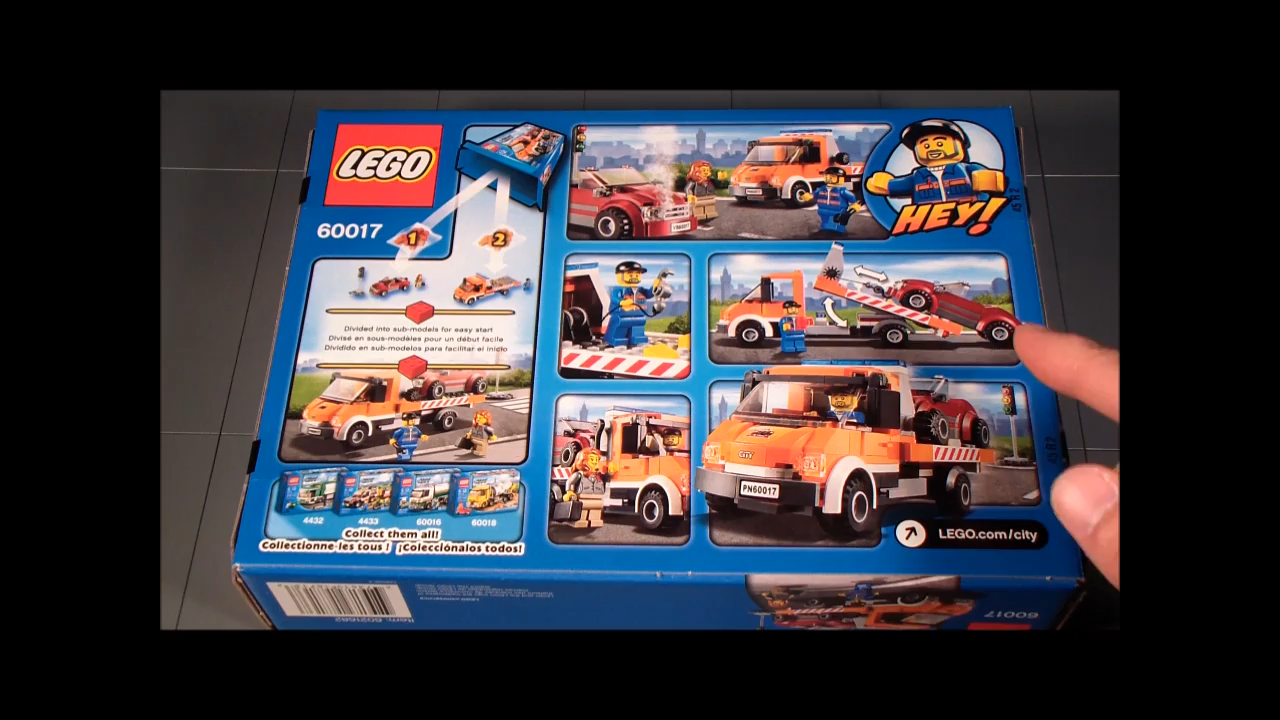 LEGO
60017
1
2
Divided into sub-models for easy start
Divisé en sous-modèles pour un début facile
Dividido en sub-modelos para facilitar el inicio
4432
4433
60016
60018
Collect them all!
Collectionne-les tous ! ¡Colecciónalos todos!
HEY!
CITY
PN60017
LEGO.com/city
60017